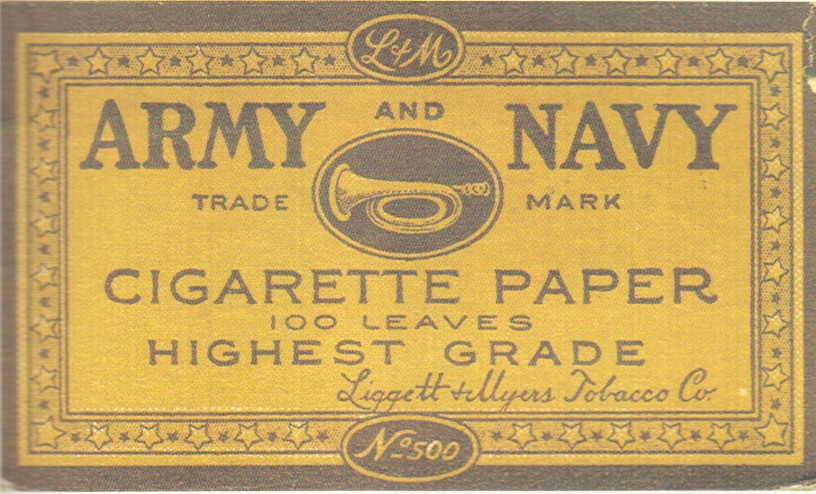 L&M
ARMY AND NAVY
TRADE MARK
CIGARETTE PAPER
100 LEAVES
HIGHEST GRADE
Liggett & Myers Tobacco Co.
No 500